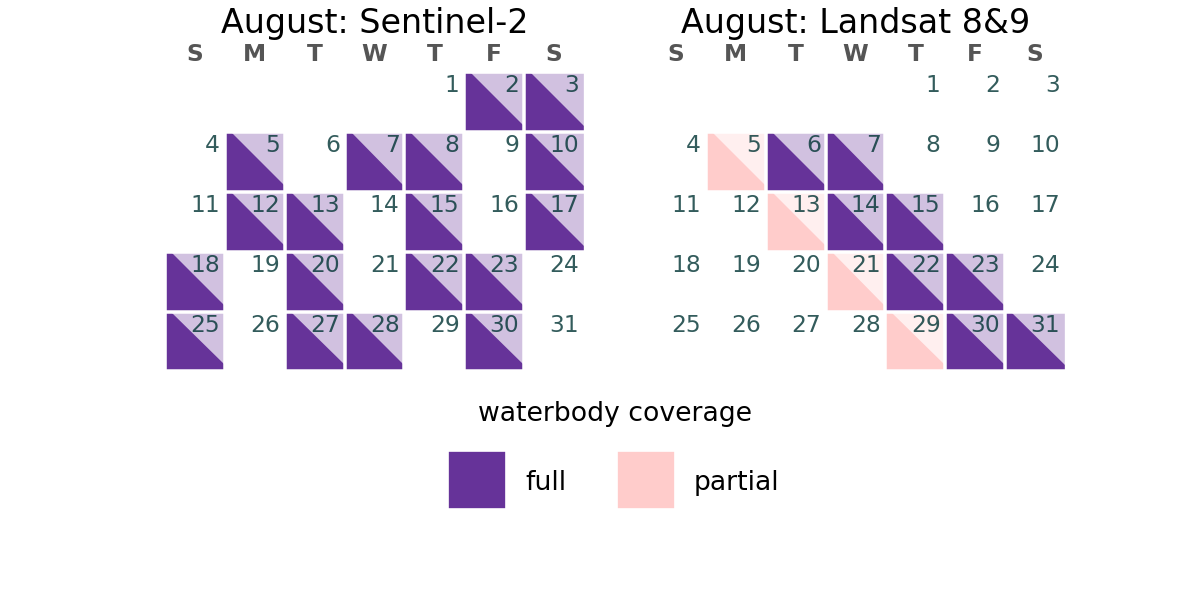 August: Sentinel-2
S M T W T F S
1 2 3
4 5 6 7 8 9 10
11 12 13 14 15 16 17
18 19 20 21 22 23 24
25 26 27 28 29 30 31
August: Landsat 8&9
S M T W T F S
1 2 3
4 5 6 7 8 9 10
11 12 13 14 15 16 17
18 19 20 21 22 23 24
25 26 27 28 29 30 31
waterbody coverage
full partial